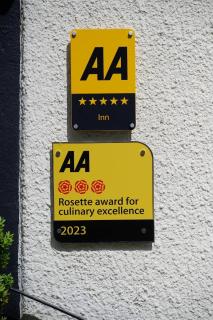 AA
Inn
AA
Rosette award for
culinary excellence
2023